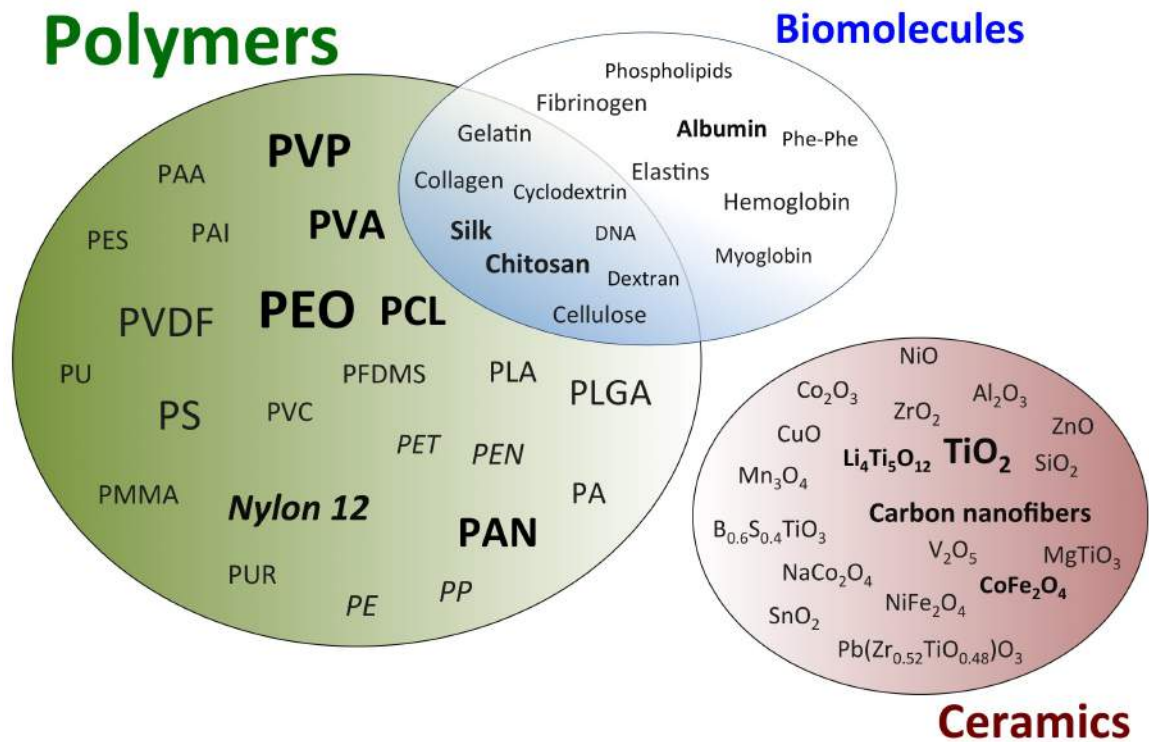 Polymers
Biomolecules
Phospholipids
Fibrinogen
Albumin
Phe-Phe
Gelatin
Elastins
Collagen
Cyclodextrin
Hemoglobin
Silk
DNA
Chitosan
Myoglobin
Dextran
Cellulose
PVP
PAA
PVA
PES
PAI
PEO
PCL
PVDF
PU
PFDMS
PLA
PLGA
PS
PVC
PET
PEN
PMMA
Nylon 12
PA
PAN
PUR
PE
PP
NiO
Co₂O₃
Al₂O₃
ZrO₂
ZnO
CuO
Li₄Ti₅O₁₂
TiO₂
SiO₂
Mn₃O₄
Carbon nanofibers
B₀.₆S₀.₄TiO₃
V₂O₅
MgTiO₃
NaCo₂O₄
CoFe₂O₄
NiFe₂O₄
SnO₂
Pb(Zr₀.₅₂TiO₀.₄₈)O₃
Ceramics